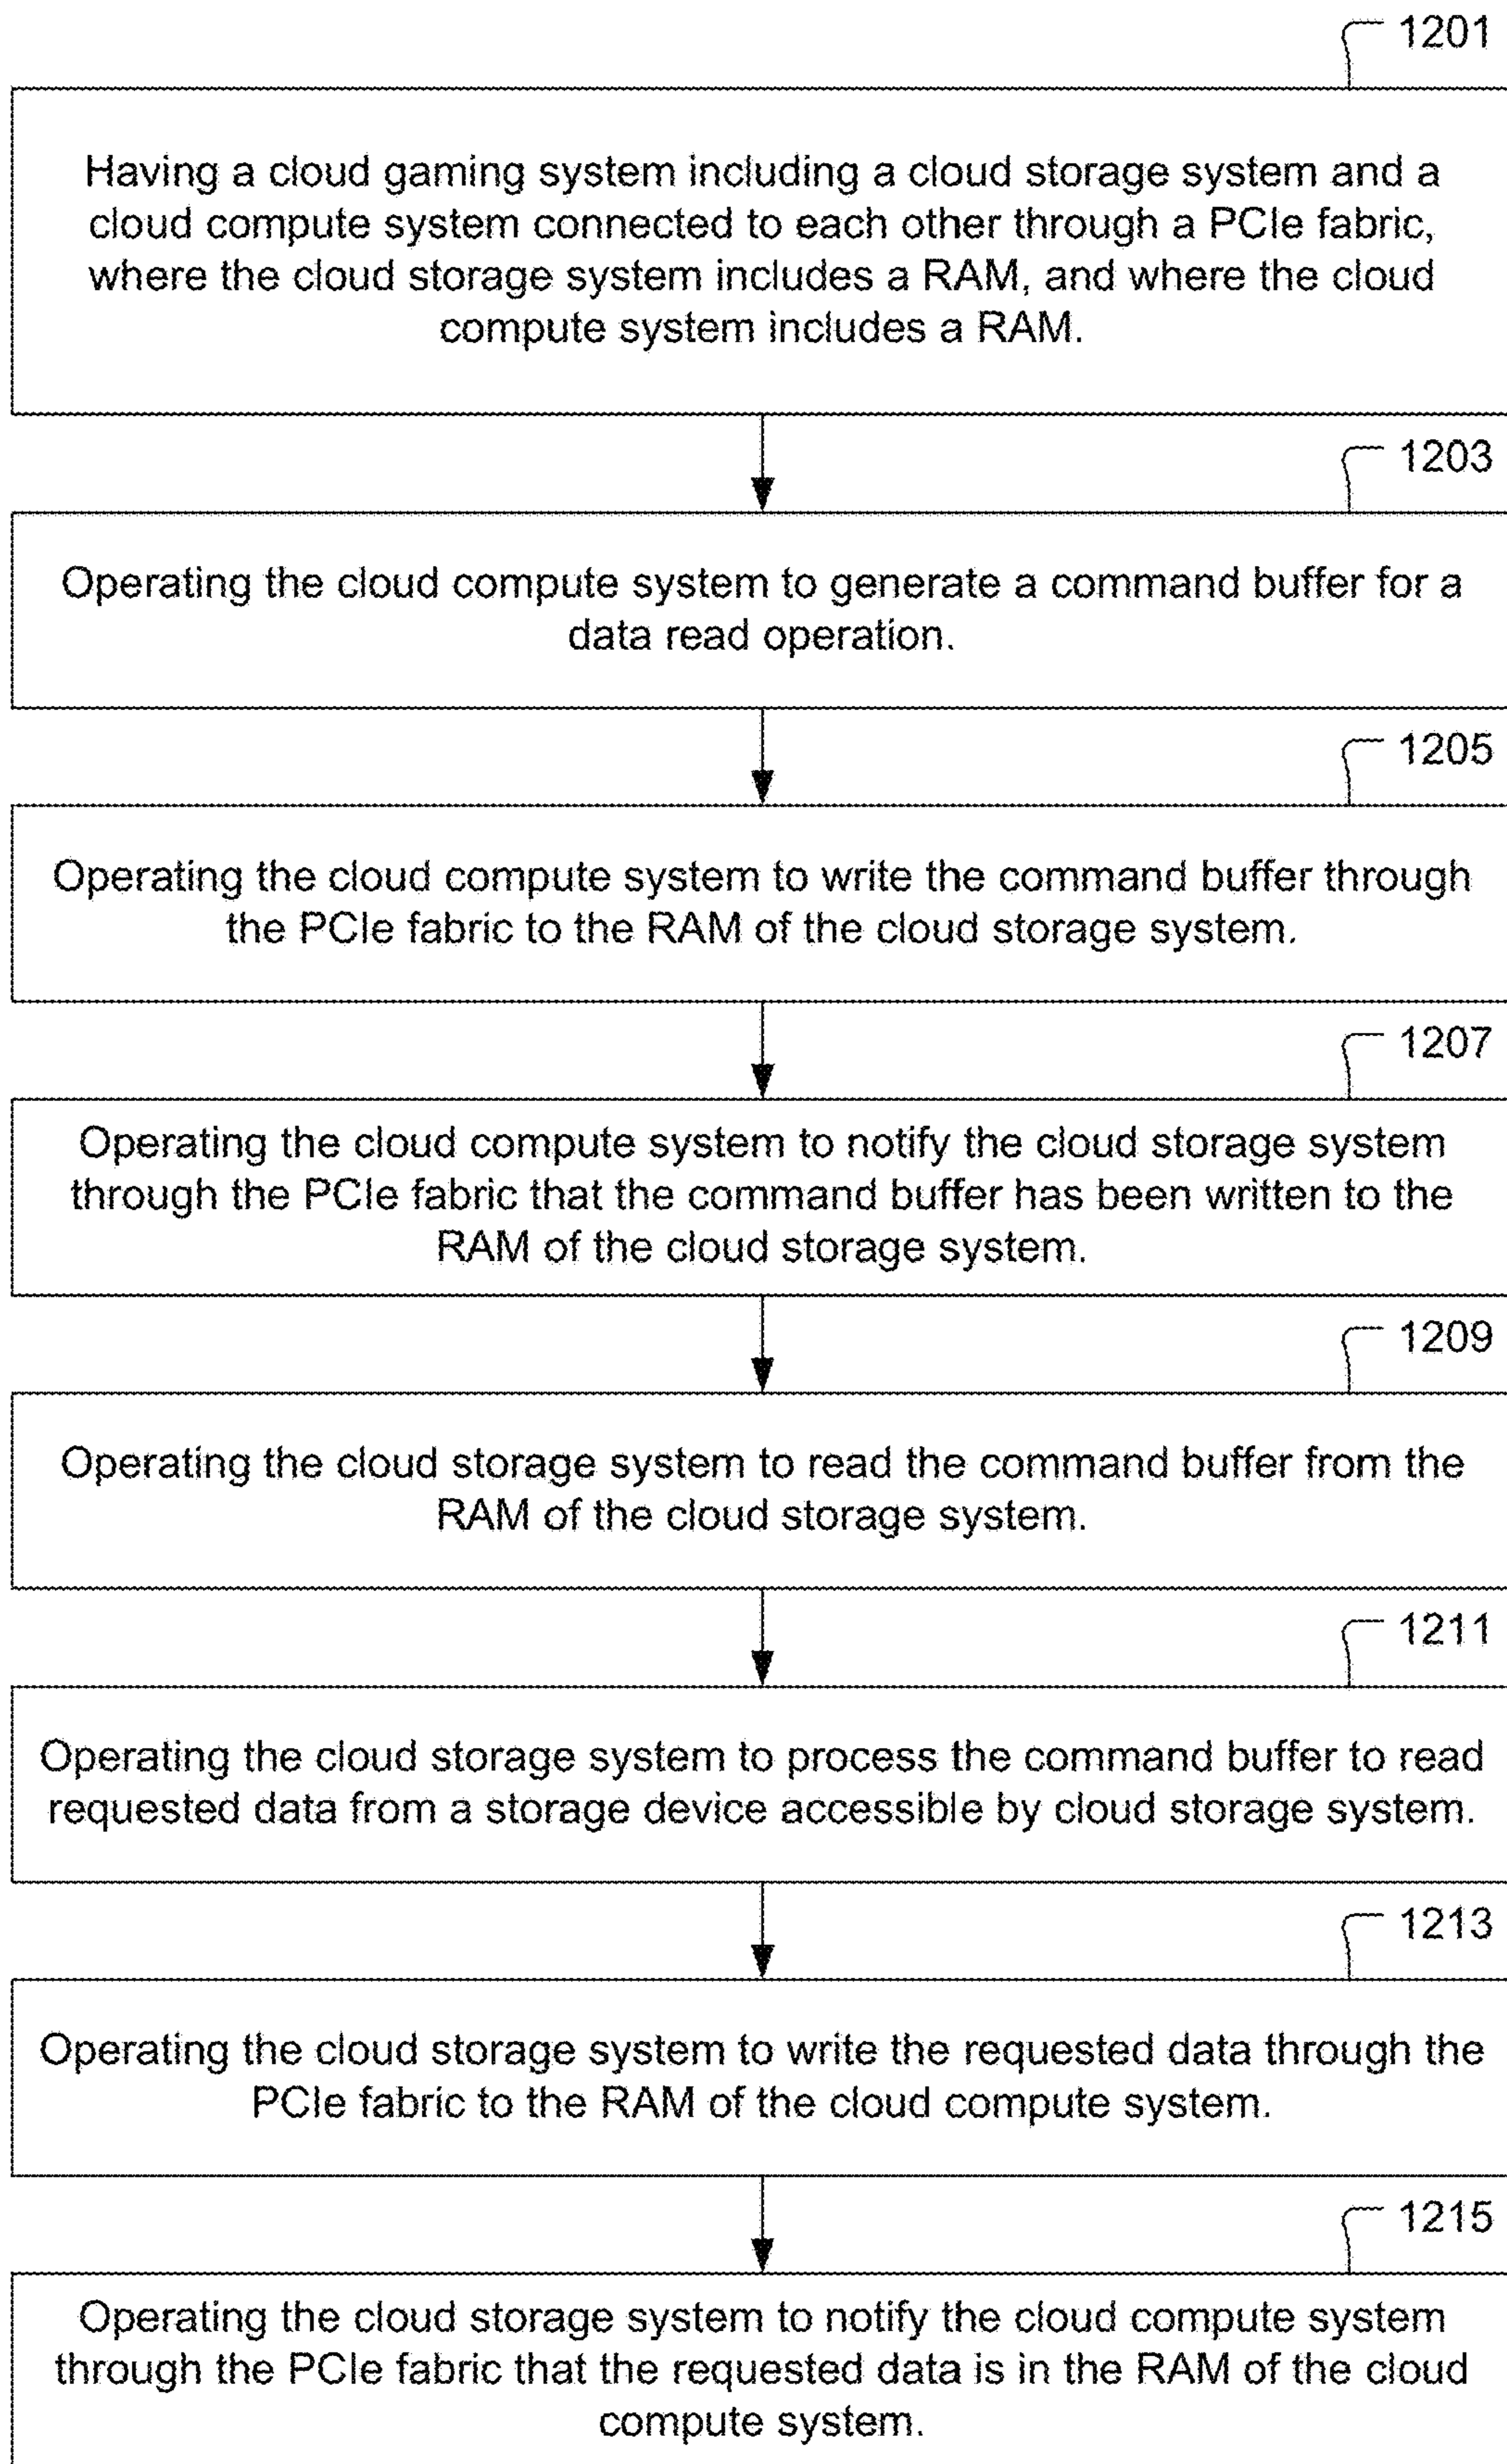 1201
Having a cloud gaming system including a cloud storage system and a
cloud compute system connected to each other through a PCIe fabric,
where the cloud storage system includes a RAM, and where the cloud
compute system includes a RAM.
1203
Operating the cloud compute system to generate a command buffer for a
data read operation.
1205
Operating the cloud compute system to write the command buffer through
the PCIe fabric to the RAM of the cloud storage system.
1207
Operating the cloud compute system to notify the cloud storage system
through the PCIe fabric that the command buffer has been written to the
RAM of the cloud storage system.
1209
Operating the cloud storage system to read the command buffer from the
RAM of the cloud storage system.
1211
Operating the cloud storage system to process the command buffer to read
requested data from a storage device accessible by cloud storage system.
1213
Operating the cloud storage system to write the requested data through the
PCIe fabric to the RAM of the cloud compute system.
1215
Operating the cloud storage system to notify the cloud compute system
through the PCIe fabric that the requested data is in the RAM of the cloud
compute system.